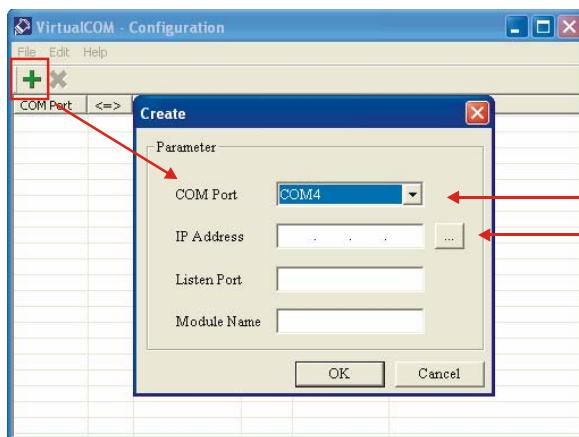 VirtualCOM - Configuration
File Edit Help
COM Port <=>
Create
Parameter
COM Port COM4
IP Address . . . ...
Listen Port
Module Name
OK Cancel